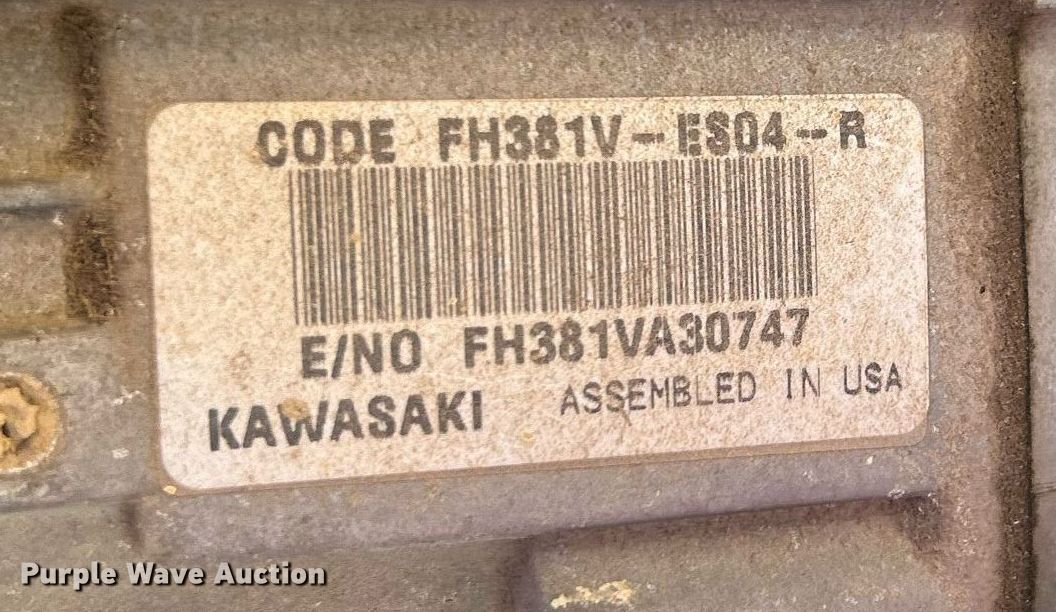 CODE FH381V-ES04-R
E/NO FH381VA30747
KAWASAKI ASSEMBLED IN USA
Purple Wave Auction